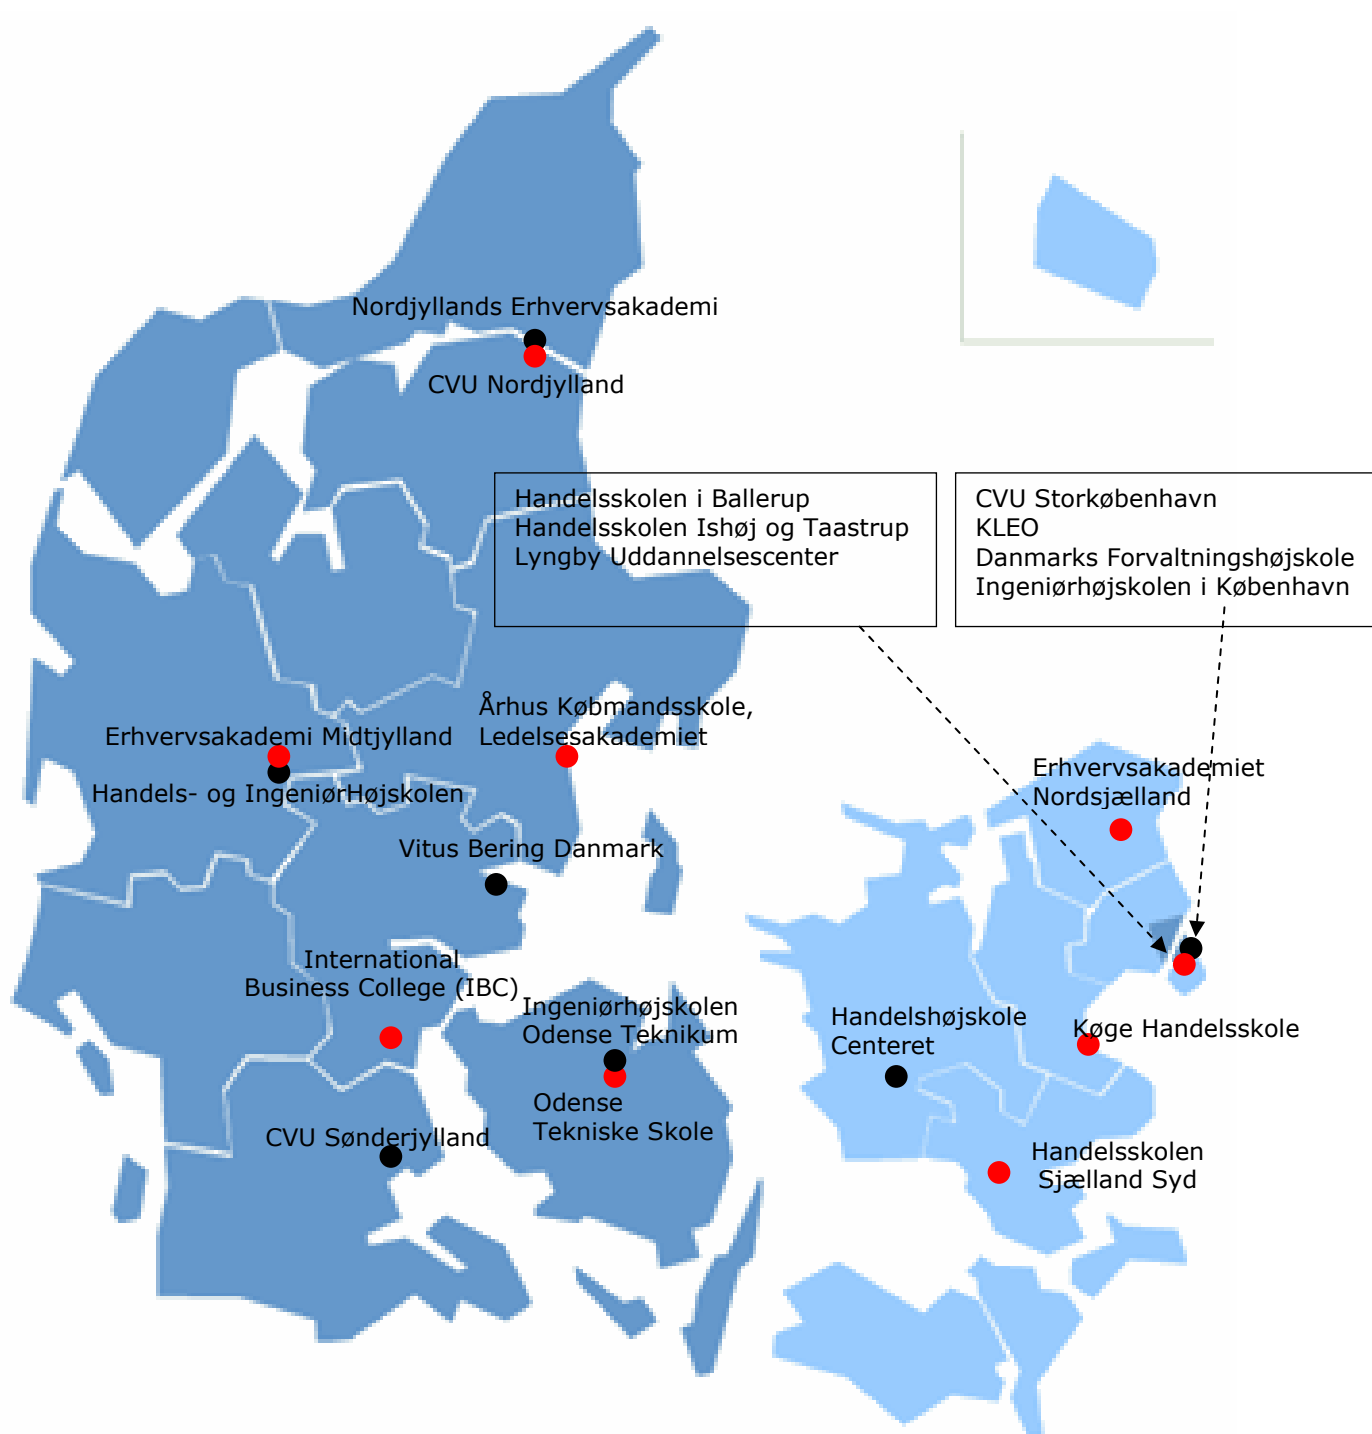 Nordjyllands Erhvervsakademi
CVU Nordjylland
Handelsskolen i Ballerup
Handelsskolen Ishøj og Taastrup
Lyngby Uddannelsescenter
CVU Storkøbenhavn
KLEO
Danmarks Forvaltningshøjskole
Ingeniørhøjskolen i København
Århus Købmandsskole,
Ledelsesakademiet
Erhvervsakademi Midtjylland
Handels- og IngeniørHøjskolen
Erhvervsakademiet
Nordsjælland
Vitus Bering Danmark
International
Business College (IBC)
Ingeniørhøjskolen
Odense Teknikum
Handelshøjskole
Centeret
Køge Handelsskole
Odense
Tekniske Skole
CVU Sønderjylland
Handelsskolen
Sjælland Syd